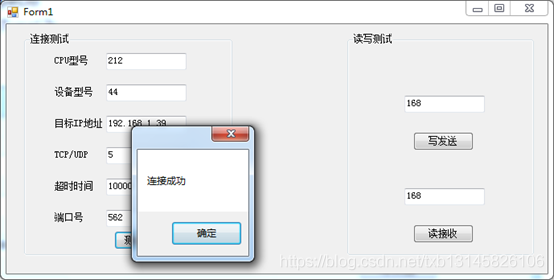 Form1
连接测试
CPU型号 212
设备型号 44
目标IP地址 192.168.1.39
TCP/UDP 5
超时时间 10000
端口号 562
测
连接成功
确定
读写测试
168
写发送
168
读接收
https://blog.csdn.net/txb13145826106